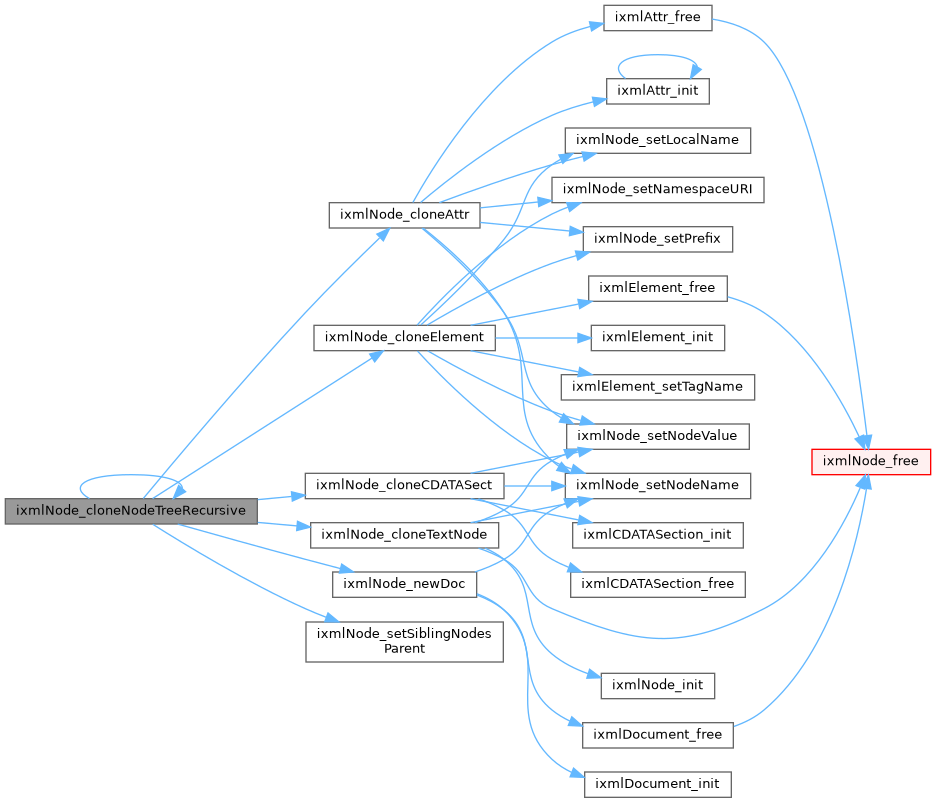 ixmlAttr_free
ixmlAttr_init
ixmlNode_setLocalName
ixmlNode_setNamespaceURI
ixmlNode_cloneAttr
ixmlNode_setPrefix
ixmlElement_free
ixmlNode_cloneElement
ixmlElement_init
ixmlElement_setTagName
ixmlNode_setNodeValue
ixmlNode_free
ixmlNode_cloneCDATASect
ixmlNode_setNodeName
ixmlNode_cloneNodeTreeRecursive
ixmlNode_cloneTextNode
ixmlCDATASection_init
ixmlNode_newDoc
ixmlCDATASection_free
ixmlNode_setSiblingNodes
Parent
ixmlNode_init
ixmlDocument_free
ixmlDocument_init